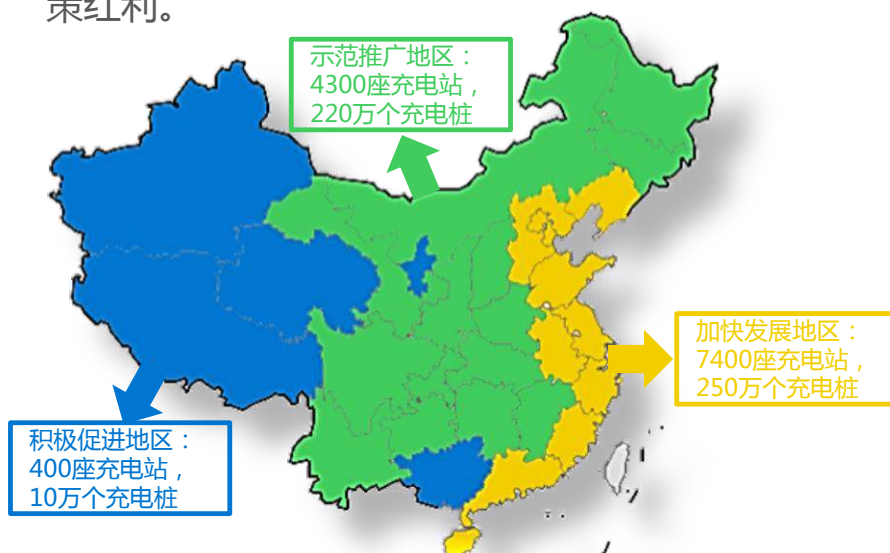 策红利。
示范推广地区：
4300座充电站，
220万个充电桩
加快发展地区：
7400座充电站，
250万个充电桩
积极促进地区：
400座充电站，
10万个充电桩